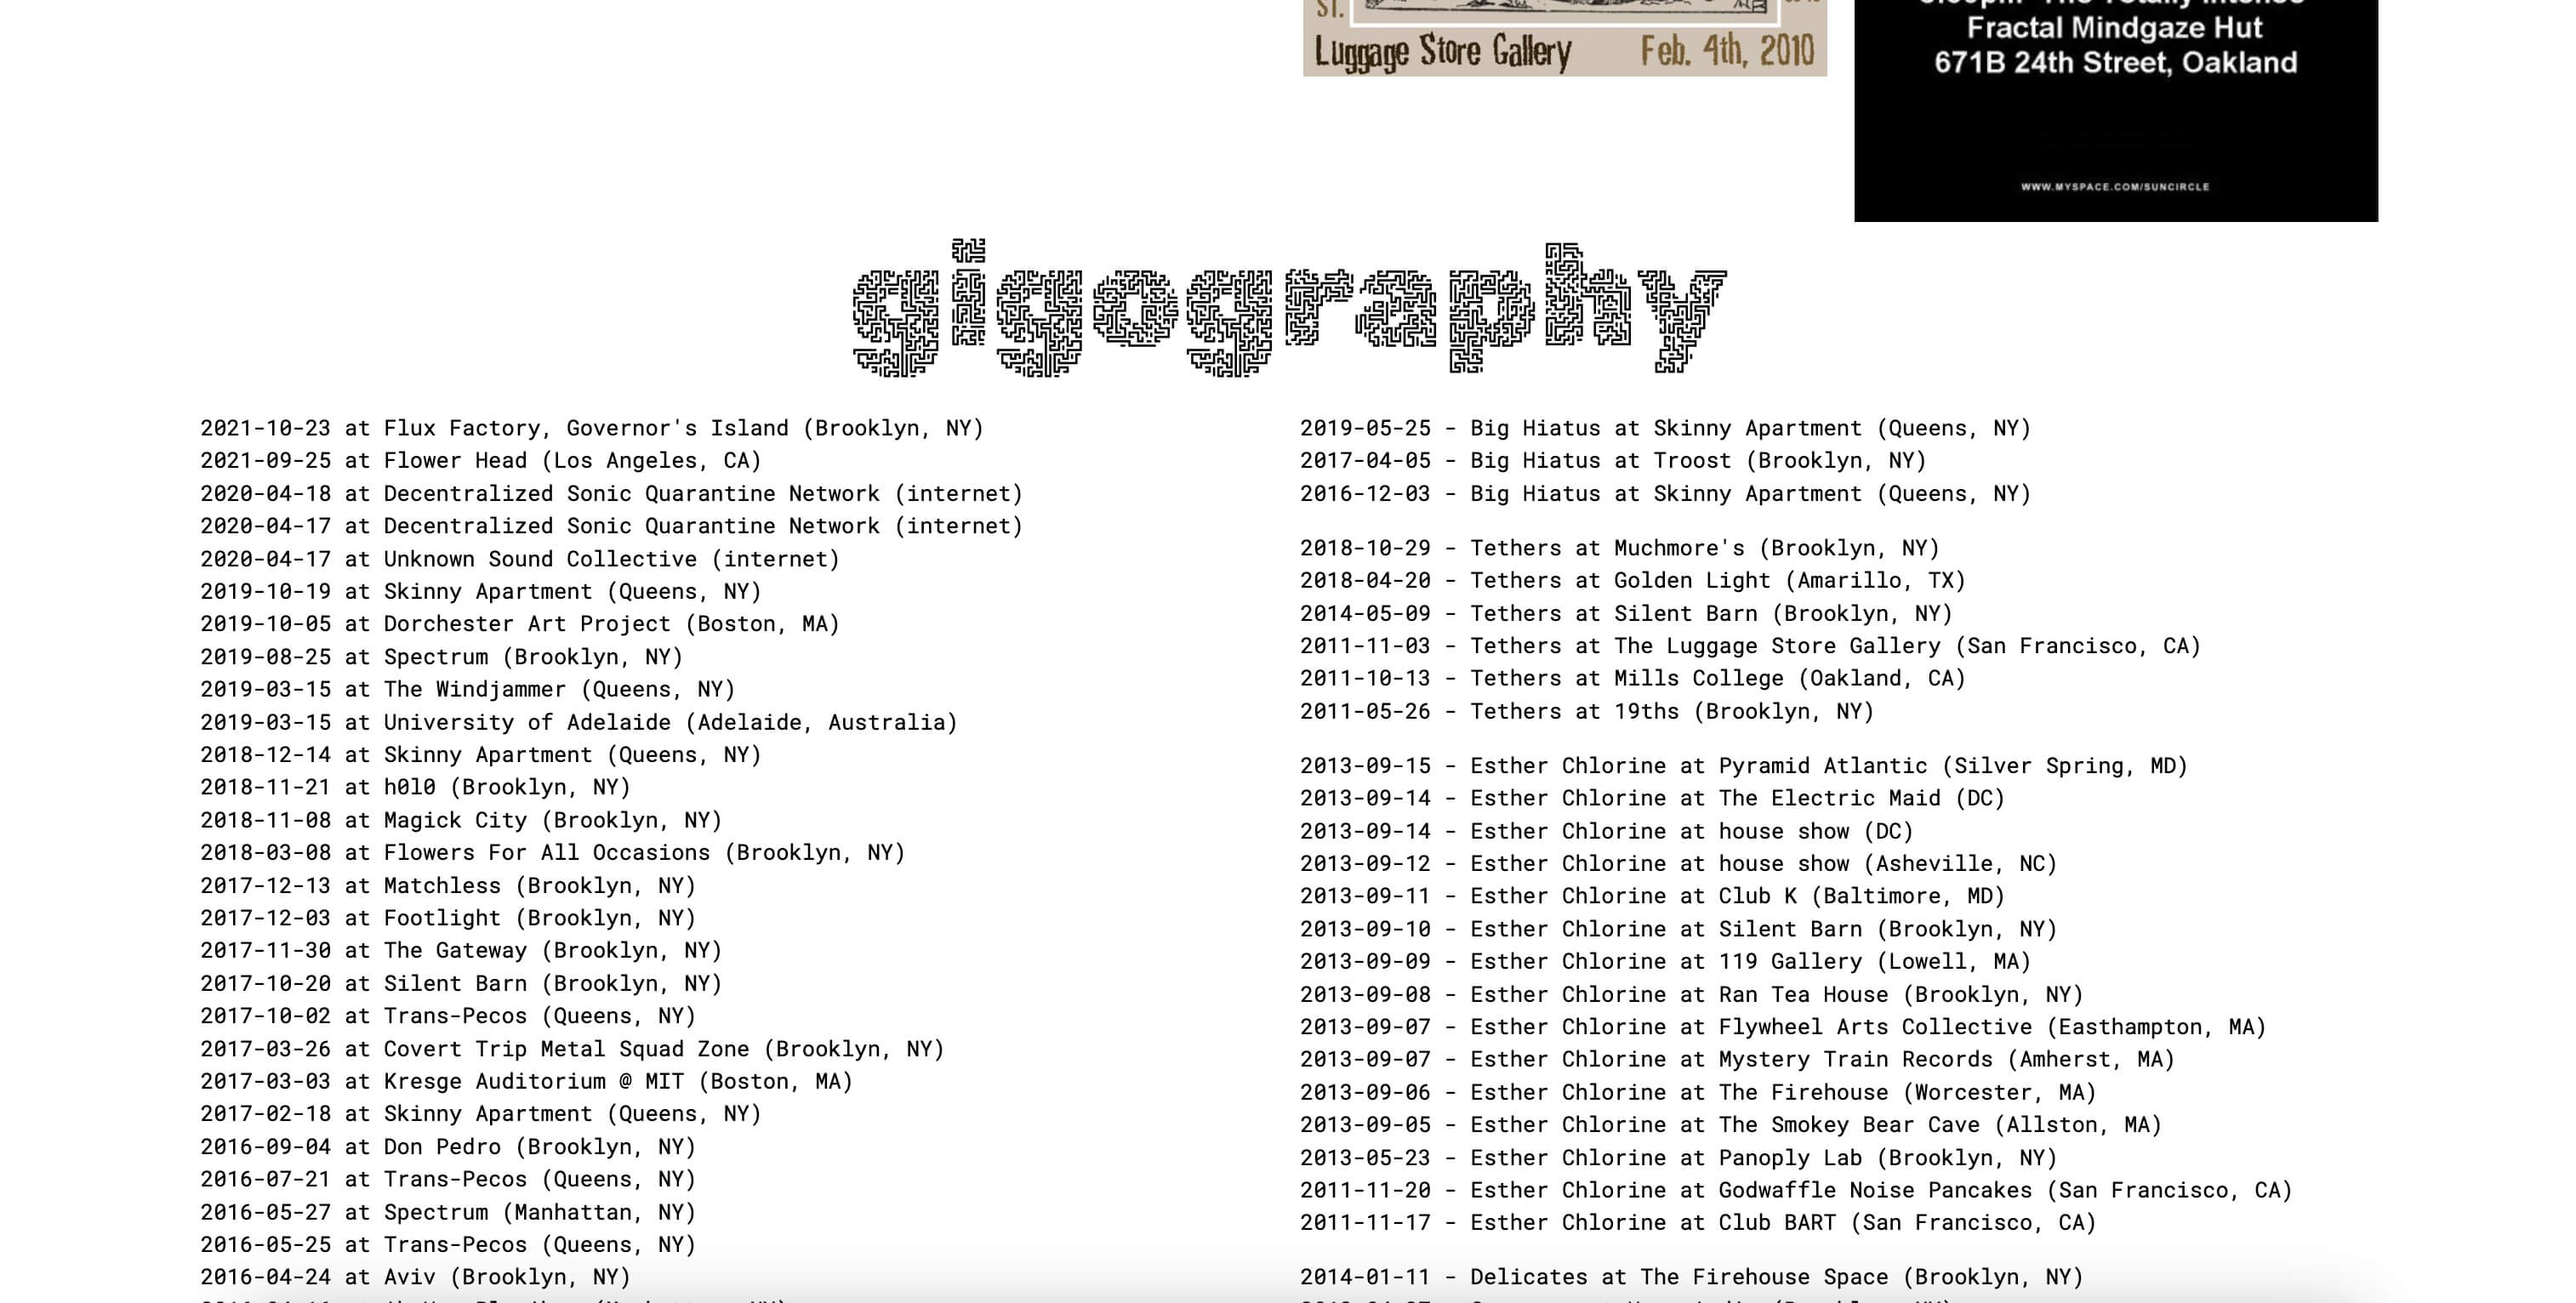 ST.
Luggage Store Gallery Feb. 4th, 2010
Fractal Mindgaze Hut
671B 24th Street, Oakland
WWW.MYSPACE.COM/SUNCIRCLE
gigography
2021-10-23 at Flux Factory, Governor's Island (Brooklyn, NY)
2021-09-25 at Flower Head (Los Angeles, CA)
2020-04-18 at Decentralized Sonic Quarantine Network (internet)
2020-04-17 at Decentralized Sonic Quarantine Network (internet)
2020-04-17 at Unknown Sound Collective (internet)
2019-10-19 at Skinny Apartment (Queens, NY)
2019-10-05 at Dorchester Art Project (Boston, MA)
2019-08-25 at Spectrum (Brooklyn, NY)
2019-03-15 at The Windjammer (Queens, NY)
2019-03-15 at University of Adelaide (Adelaide, Australia)
2018-12-14 at Skinny Apartment (Queens, NY)
2018-11-21 at h0l0 (Brooklyn, NY)
2018-11-08 at Magick City (Brooklyn, NY)
2018-03-08 at Flowers For All Occasions (Brooklyn, NY)
2017-12-13 at Matchless (Brooklyn, NY)
2017-12-03 at Footlight (Brooklyn, NY)
2017-11-30 at The Gateway (Brooklyn, NY)
2017-10-20 at Silent Barn (Brooklyn, NY)
2017-10-02 at Trans-Pecos (Queens, NY)
2017-03-26 at Covert Trip Metal Squad Zone (Brooklyn, NY)
2017-03-03 at Kresge Auditorium @ MIT (Boston, MA)
2017-02-18 at Skinny Apartment (Queens, NY)
2016-09-04 at Don Pedro (Brooklyn, NY)
2016-07-21 at Trans-Pecos (Queens, NY)
2016-05-27 at Spectrum (Manhattan, NY)
2016-05-25 at Trans-Pecos (Queens, NY)
2016-04-24 at Aviv (Brooklyn, NY)
2019-05-25 - Big Hiatus at Skinny Apartment (Queens, NY)
2017-04-05 - Big Hiatus at Troost (Brooklyn, NY)
2016-12-03 - Big Hiatus at Skinny Apartment (Queens, NY)
2018-10-29 - Tethers at Muchmore's (Brooklyn, NY)
2018-04-20 - Tethers at Golden Light (Amarillo, TX)
2014-05-09 - Tethers at Silent Barn (Brooklyn, NY)
2011-11-03 - Tethers at The Luggage Store Gallery (San Francisco, CA)
2011-10-13 - Tethers at Mills College (Oakland, CA)
2011-05-26 - Tethers at 19ths (Brooklyn, NY)
2013-09-15 - Esther Chlorine at Pyramid Atlantic (Silver Spring, MD)
2013-09-14 - Esther Chlorine at The Electric Maid (DC)
2013-09-14 - Esther Chlorine at house show (DC)
2013-09-12 - Esther Chlorine at house show (Asheville, NC)
2013-09-11 - Esther Chlorine at Club K (Baltimore, MD)
2013-09-10 - Esther Chlorine at Silent Barn (Brooklyn, NY)
2013-09-09 - Esther Chlorine at 119 Gallery (Lowell, MA)
2013-09-08 - Esther Chlorine at Ran Tea House (Brooklyn, NY)
2013-09-07 - Esther Chlorine at Flywheel Arts Collective (Easthampton, MA)
2013-09-07 - Esther Chlorine at Mystery Train Records (Amherst, MA)
2013-09-06 - Esther Chlorine at The Firehouse (Worcester, MA)
2013-09-05 - Esther Chlorine at The Smokey Bear Cave (Allston, MA)
2013-05-23 - Esther Chlorine at Panoply Lab (Brooklyn, NY)
2011-11-20 - Esther Chlorine at Godwaffle Noise Pancakes (San Francisco, CA)
2011-11-17 - Esther Chlorine at Club BART (San Francisco, CA)
2014-01-11 - Delicates at The Firehouse Space (Brooklyn, NY)